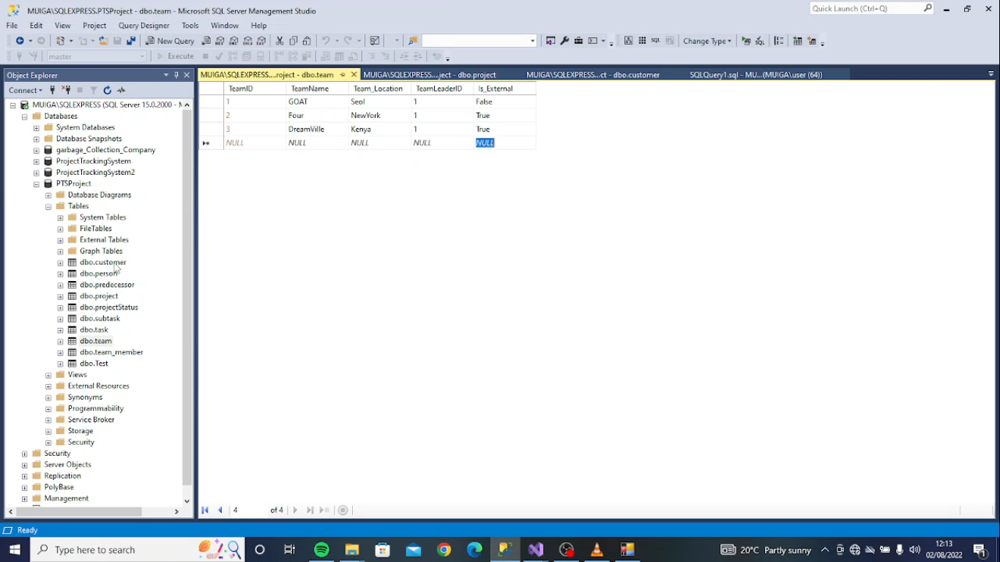 MUIGA\SQLEXPRESS.PTSProject - dbo.team - Microsoft SQL Server Management Studio
Quick Launch (Ctrl+Q)
File Edit View Project Query Designer Tools Window Help
New Query
Change Type
master
Execute
Object Explorer
MUIGA\SQLEXPRESS....roject - dbo.team
MUIGA\SQLEXPRESS....ject - dbo.project
MUIGA\SQLEXPRESS...ct - dbo.customer
SQLQuery1.sql - MU...(MUIGA\user (64))
Connect
TeamID TeamName Team_Location TeamLeaderID Is_External
1 GOAT Seol 1 False
2 Four NewYork 1 True
3 DreamVille Kenya 1 True
NULL NULL NULL NULL NULL
MUIGA\SQLEXPRESS (SQL Server 15.0.2000 - M
Databases
System Databases
Database Snapshots
garbage_Collection_Company
ProjectTrackingSystem
ProjectTrackingSystem2
PTSProject
Database Diagrams
Tables
System Tables
FileTables
External Tables
Graph Tables
dbo.customer
dbo.person
dbo.predecessor
dbo.project
dbo.projectStatus
dbo.subtask
dbo.task
dbo.team
dbo.team_member
dbo.Test
Views
External Resources
Synonyms
Programmability
Service Broker
Storage
Security
Security
Server Objects
Replication
PolyBase
Management
4 of 4
Ready
Type here to search
20°C Partly sunny
12:13
02/08/2022
1